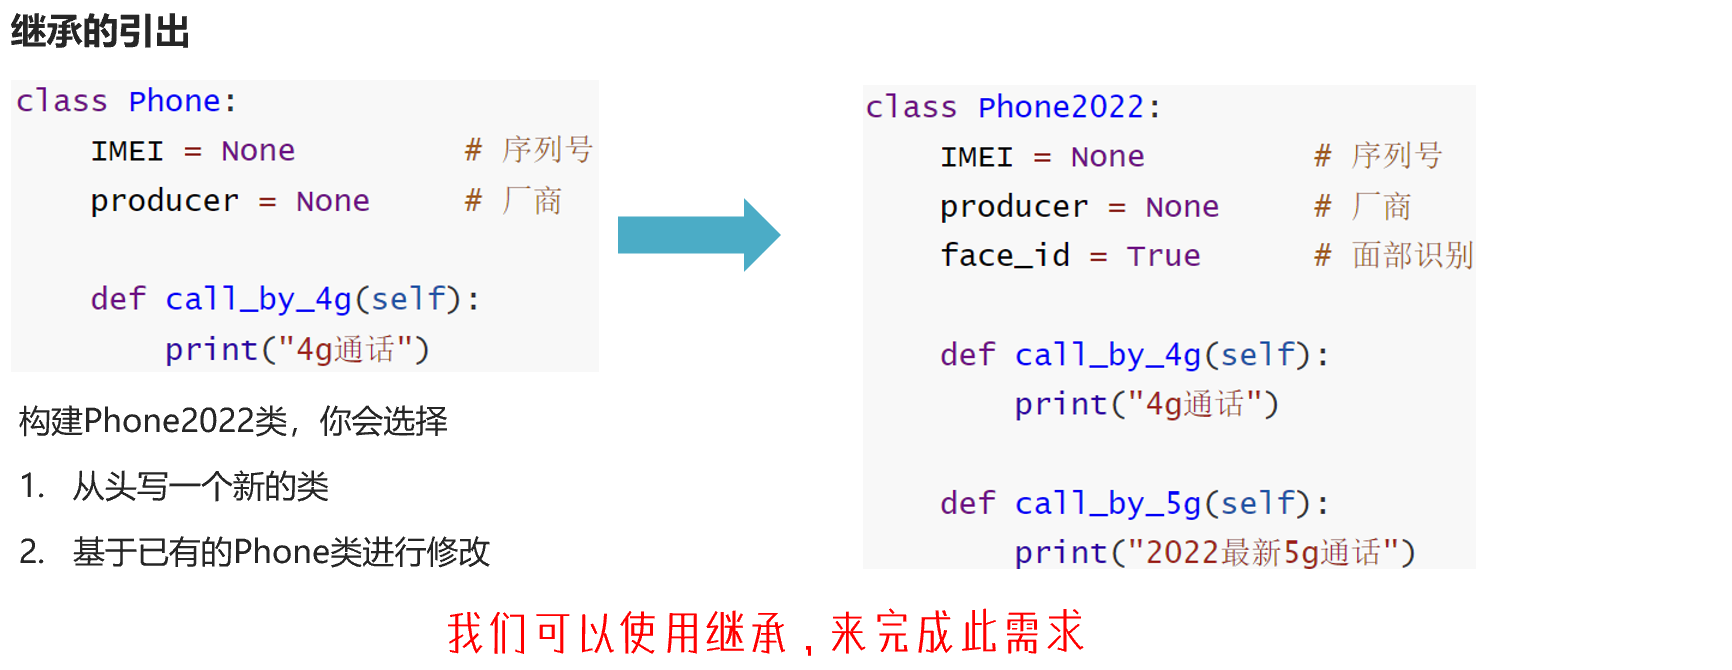 继承的引出
class Phone:
    IMEI = None         # 序列号
    producer = None     # 厂商
    def call_by_4g(self):
        print("4g通话")
构建Phone2022类，你会选择
1. 从头写一个新的类
2. 基于已有的Phone类进行修改
class Phone2022:
    IMEI = None         # 序列号
    producer = None     # 厂商
    face_id = True      # 面部识别
    def call_by_4g(self):
        print("4g通话")
    def call_by_5g(self):
        print("2022最新5g通话")
我们可以使用继承，来完成此需求